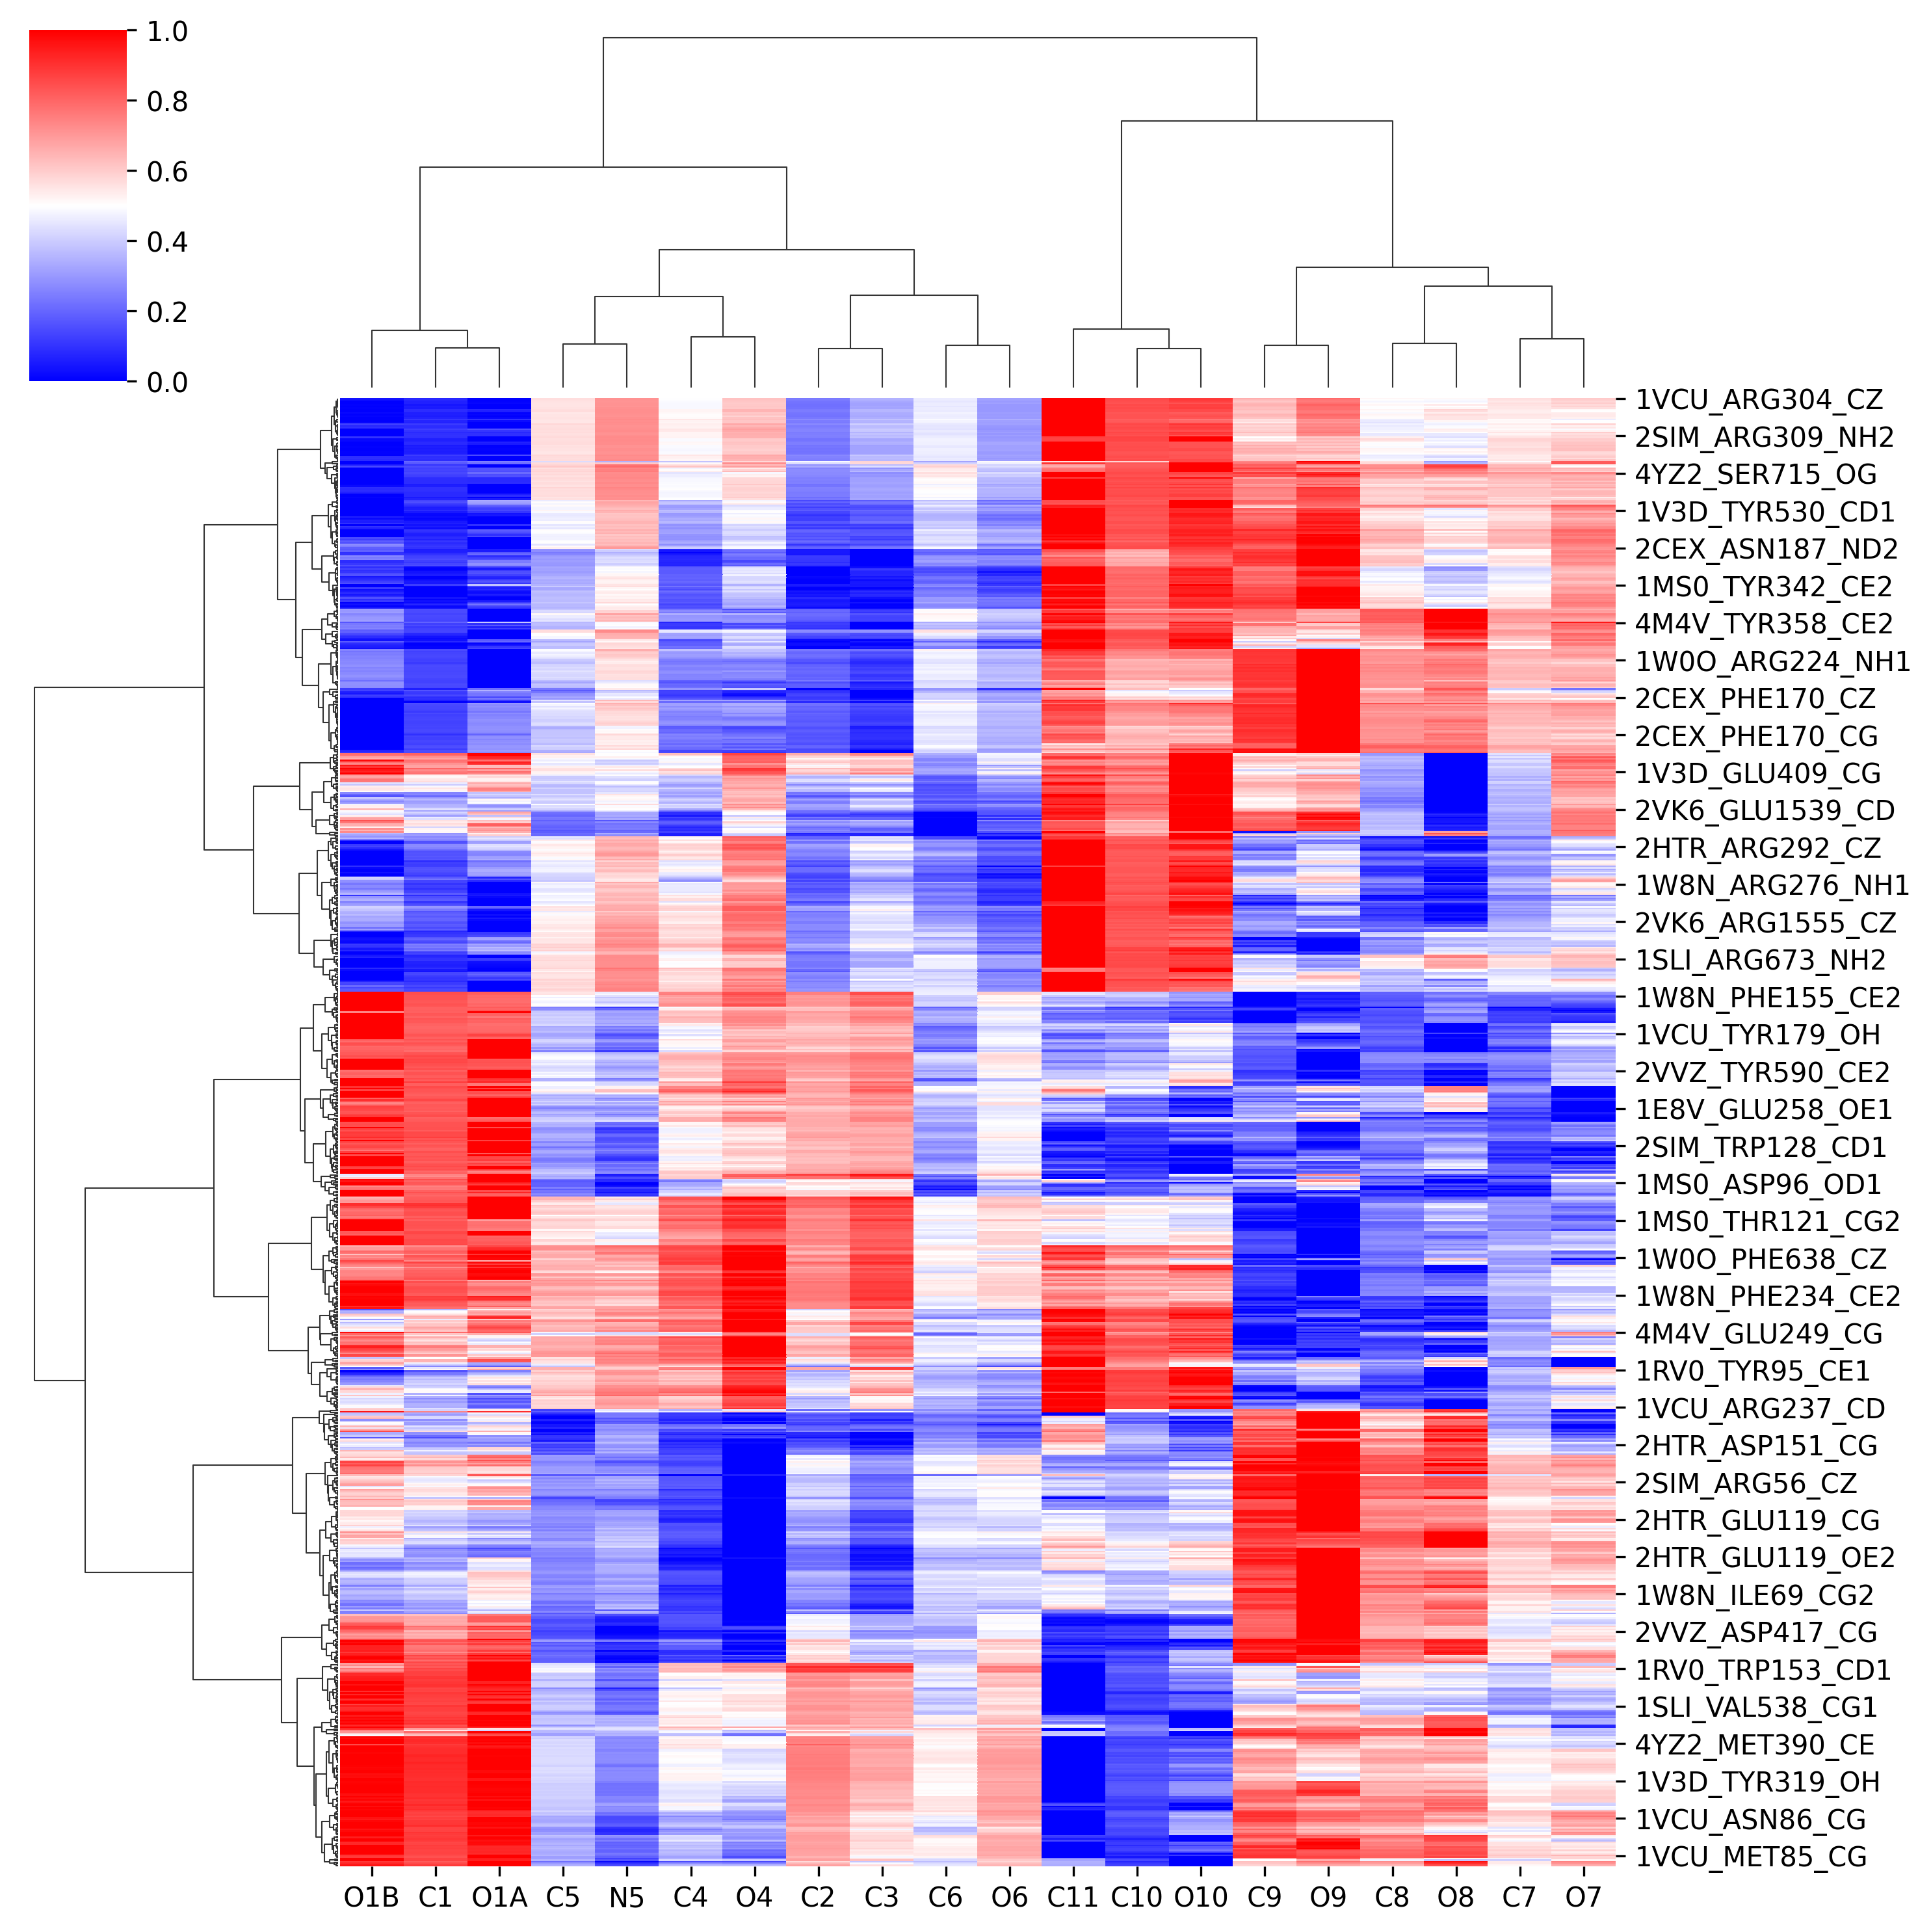 1.0
0.8
0.6
0.4
0.2
0.0
1VCU_ARG304_CZ
2SIM_ARG309_NH2
4YZ2_SER715_OG
1V3D_TYR530_CD1
2CEX_ASN187_ND2
1MS0_TYR342_CE2
4M4V_TYR358_CE2
1W0O_ARG224_NH1
2CEX_PHE170_CZ
2CEX_PHE170_CG
1V3D_GLU409_CG
2VK6_GLU1539_CD
2HTR_ARG292_CZ
1W8N_ARG276_NH1
2VK6_ARG1555_CZ
1SLI_ARG673_NH2
1W8N_PHE155_CE2
1VCU_TYR179_OH
2VVZ_TYR590_CE2
1E8V_GLU258_OE1
2SIM_TRP128_CD1
1MS0_ASP96_OD1
1MS0_THR121_CG2
1W0O_PHE638_CZ
1W8N_PHE234_CE2
4M4V_GLU249_CG
1RV0_TYR95_CE1
1VCU_ARG237_CD
2HTR_ASP151_CG
2SIM_ARG56_CZ
2HTR_GLU119_CG
2HTR_GLU119_OE2
1W8N_ILE69_CG2
2VVZ_ASP417_CG
1RV0_TRP153_CD1
1SLI_VAL538_CG1
4YZ2_MET390_CE
1V3D_TYR319_OH
1VCU_ASN86_CG
1VCU_MET85_CG
O1B C1 O1A C5 N5 C4 O4 C2 C3 C6 O6 C11 C10 O10 C9 O9 C8 O8 C7 O7